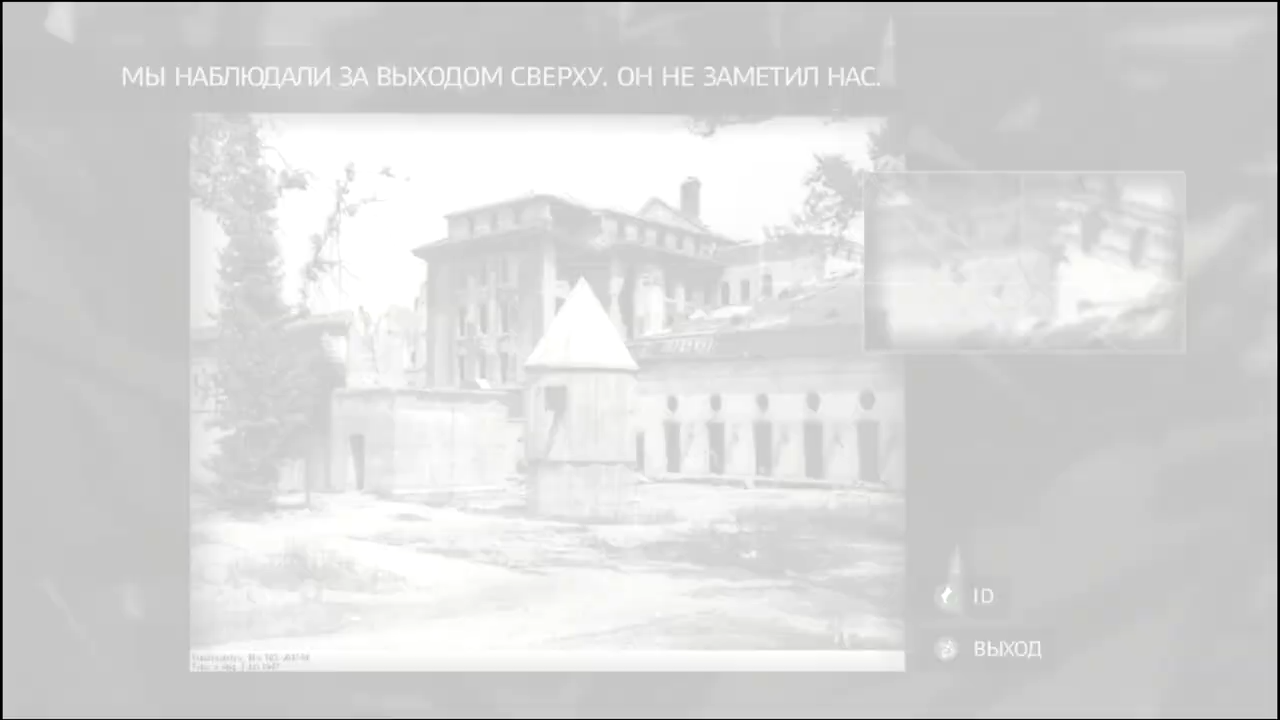 МЫ НАБЛЮДАЛИ ЗА ВЫХОДОМ СВЕРХУ. ОН НЕ ЗАМЕТИЛ НАС.
ID
ВЫХОД